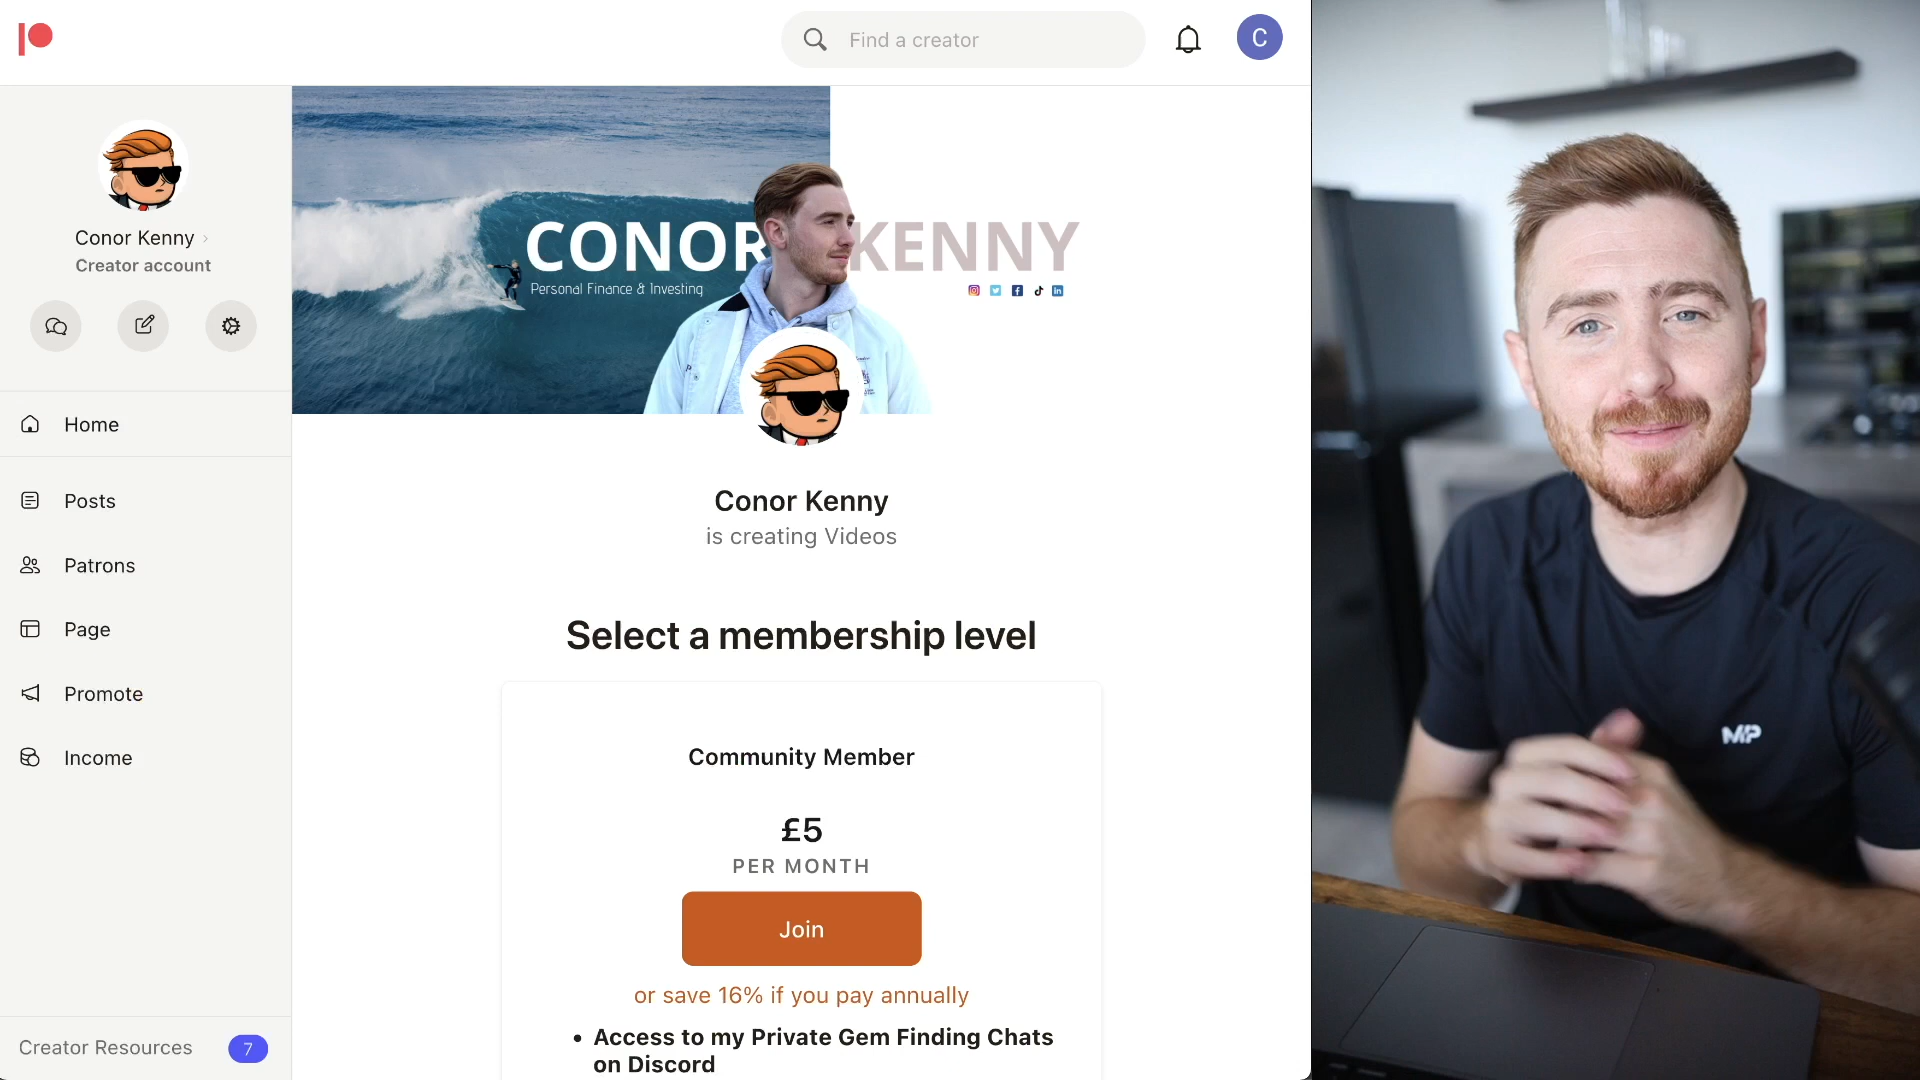 Find a creator
C
Conor Kenny
Creator account
Home
Posts
Patrons
Page
Promote
Income
Creator Resources 7
CONOR KENNY
Personal Finance & Investing
Conor Kenny
is creating Videos
Select a membership level
Community Member
£5
PER MONTH
Join
or save 16% if you pay annually
Access to my Private Gem Finding Chats
on Discord
MP